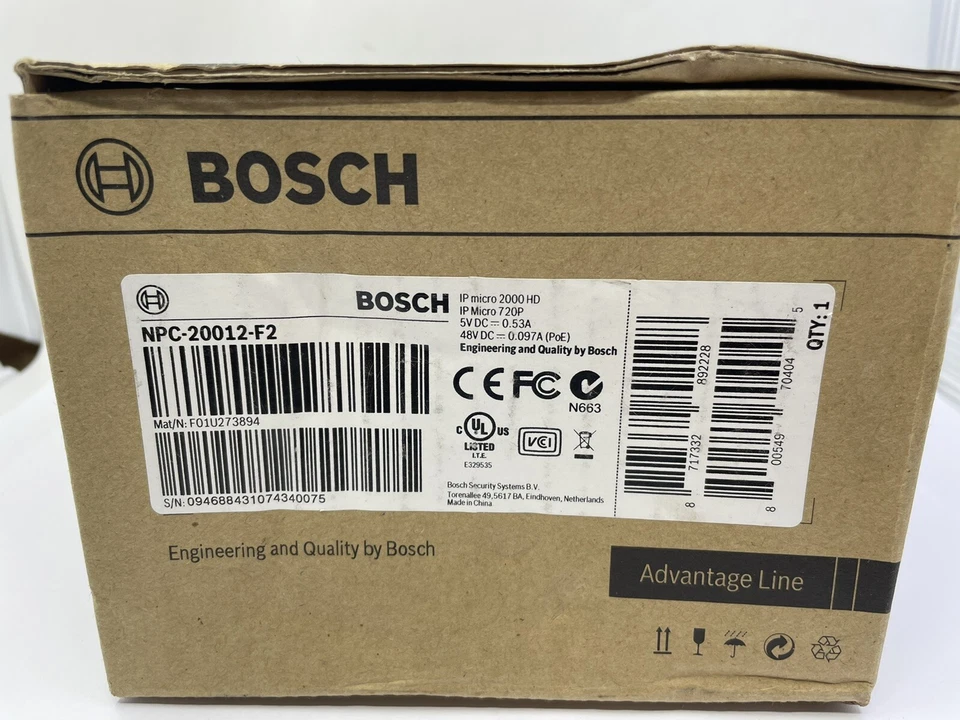 BOSCH
BOSCH
NPC-20012-F2
Mat/N: F01U273894
S/N: 094688431074340075
IP micro 2000 HD
IP Micro 720P
5V DC ⎓ 0.53A
48V DC ⎓ 0.097A (PoE)
Engineering and Quality by Bosch
CE FC
N663
C UL US
LISTED
I.T.E.
E329535
VCI
Bosch Security Systems B.V.
Torenallee 49, 5617 BA, Eindhoven, Netherlands
Made in China
8 717332 892228
8 00549 70404 5
QTY: 1
Engineering and Quality by Bosch
Advantage Line